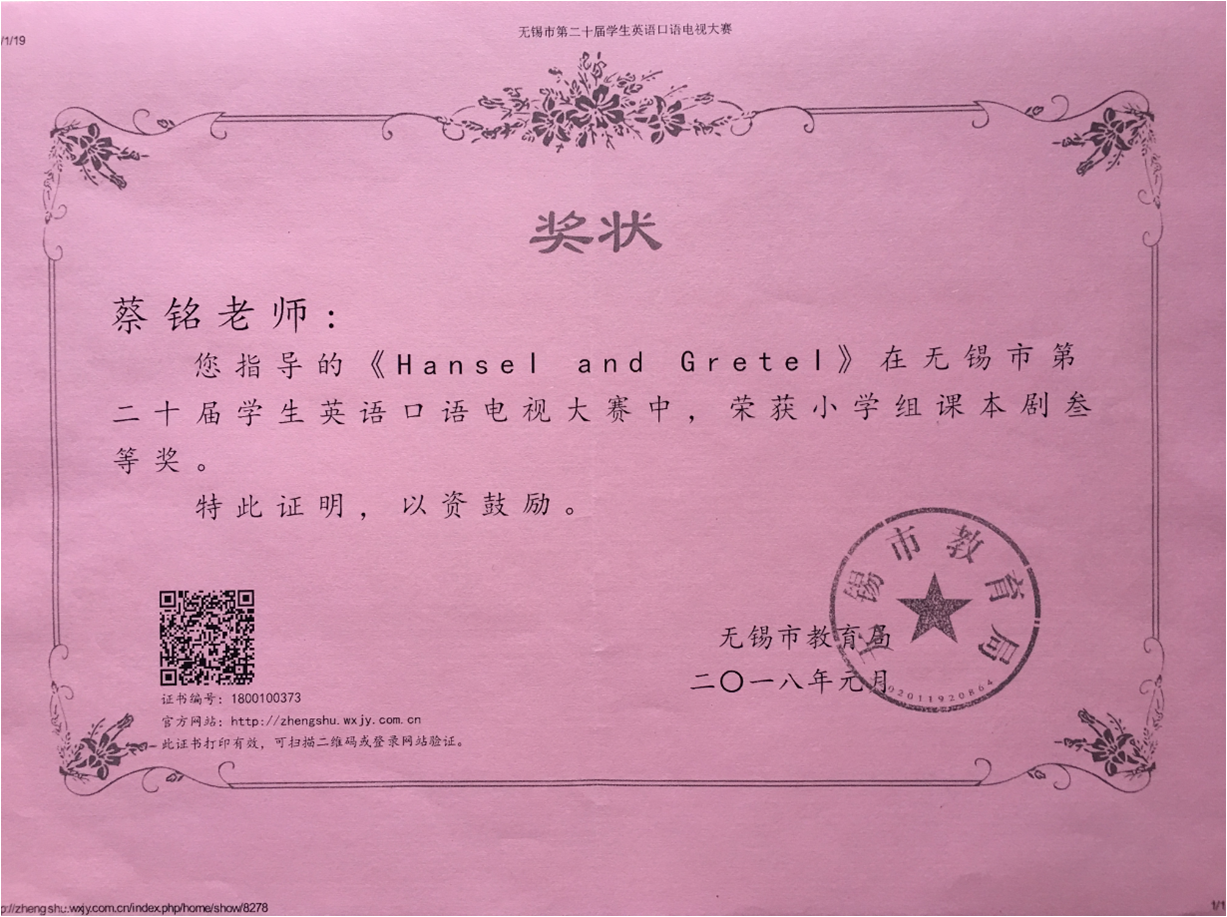 /1/19
无锡市第二十届学生英语口语电视大赛
奖状
蔡铭老师：
您指导的《Hansel and Gretel》在无锡市第
二十届学生英语口语电视大赛中，荣获小学组课本剧叁
等奖。
特此证明，以资鼓励。
无锡市教育局
无锡市教育局
二〇一八年元月
证书编号：1800100373
官方网站：http://zhengshu.wxjy.com.cn
此证书打印有效，可扫描二维码或登录网站验证。
p://zhengshu.wxjy.com.cn/index.php/home/show/8278
1/1